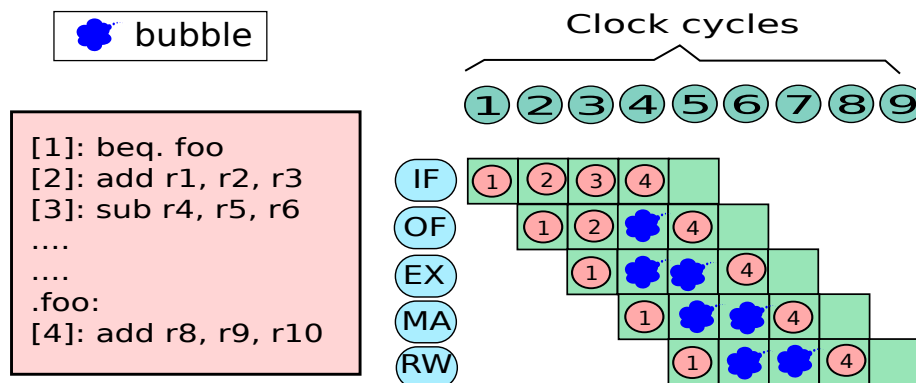 bubble
Clock cycles
1 2 3 4 5 6 7 8 9
[1]: beq. foo
[2]: add r1, r2, r3
[3]: sub r4, r5, r6
....
....
.foo:
[4]: add r8, r9, r10
IF 1 2 3 4
OF 1 2 4
EX 1 4
MA 1 4
RW 1 4